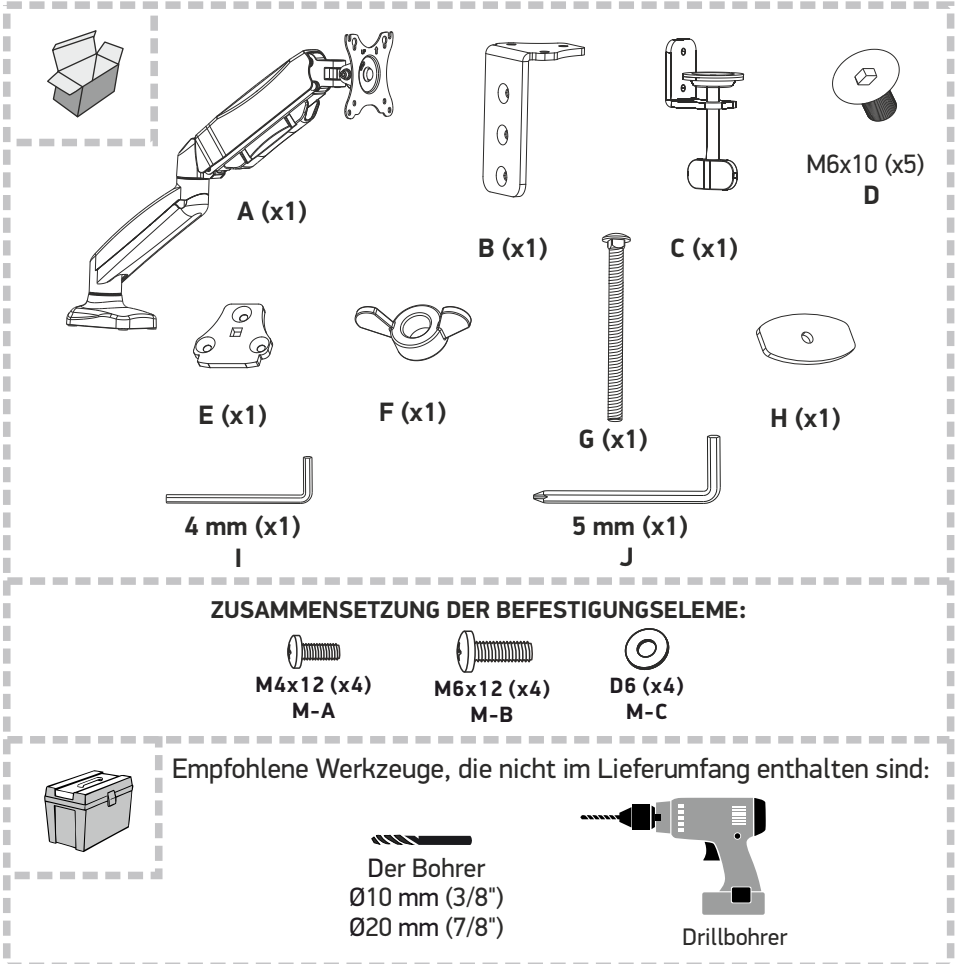 A (x1)
B (x1)
C (x1)
M6x10 (x5)
D
E (x1)
F (x1)
G (x1)
H (x1)
4 mm (x1)
I
5 mm (x1)
J
ZUSAMMENSETZUNG DER BEFESTIGUNGSELEME:
M4x12 (x4)
M-A
M6x12 (x4)
M-B
D6 (x4)
M-C
Empfohlene Werkzeuge, die nicht im Lieferumfang enthalten sind:
Der Bohrer
Ø10 mm (3/8")
Ø20 mm (7/8")
Drillbohrer